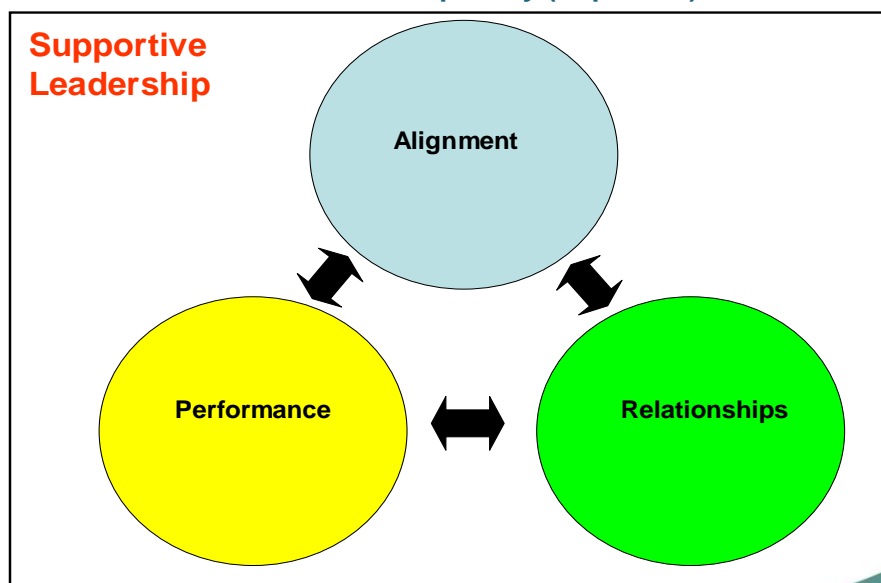 Supportive
Leadership
Alignment
Performance
Relationships